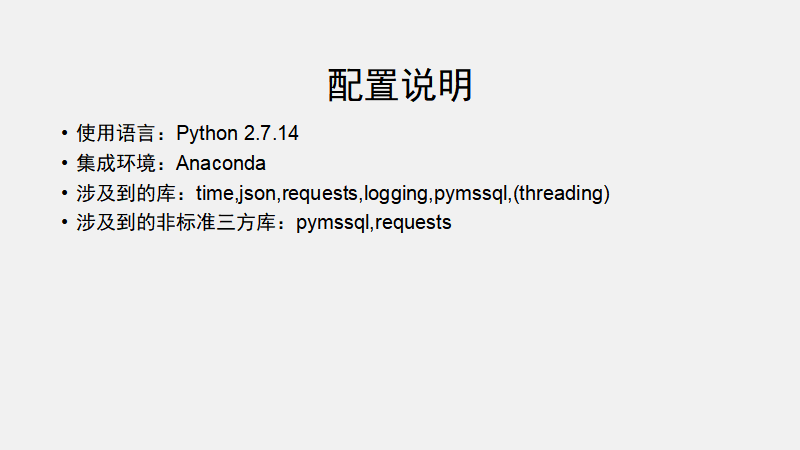 配置说明
• 使用语言：Python 2.7.14
• 集成环境：Anaconda
• 涉及到的库：time,json,requests,logging,pymssql,(threading)
• 涉及到的非标准三方库：pymssql,requests